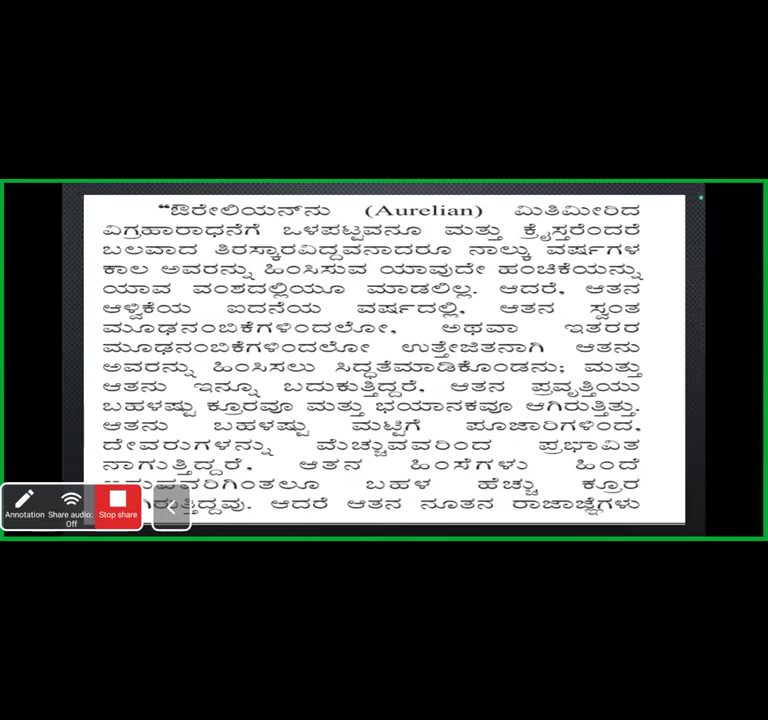 “ಔರೇಲಿಯನ್‌ನು (Aurelian) ಮಿತಿಮೀರಿದ
ವಿಗ್ರಹಾರಾಧನೆಗೆ ಒಳಪಟ್ಟವನೂ ಮತ್ತು ಕ್ರೈಸ್ತರೆಂದರೆ
ಬಲವಾದ ತಿರಸ್ಕಾರವಿದ್ದವನಾದರೂ ನಾಲ್ಕು ವರ್ಷಗಳ
ಕಾಲ ಅವರನ್ನು ಹಿಂಸಿಸುವ ಯಾವುದೇ ಹಂಚಿಕೆಯನ್ನು
ಯಾವ ವಂಶದಲ್ಲಿಯೂ ಮಾಡಲಿಲ್ಲ. ಆದರೆ, ಆತನ
ಆಳ್ವಿಕೆಯ ಐದನೆಯ ವರ್ಷದಲ್ಲಿ, ಆತನ ಸ್ವಂತ
ಮೂಢನಂಬಿಕೆಗಳಿಂದಲೋ, ಅಥವಾ ಇತರರ
ಮೂಢನಂಬಿಕೆಗಳಿಂದಲೋ ಉತ್ತೇಜಿತನಾಗಿ ಆತನು
ಅವರನ್ನು ಹಿಂಸಿಸಲು ಸಿದ್ಧತೆಮಾಡಿಕೊಂಡನು; ಮತ್ತು
ಆತನು ಇನ್ನೂ ಬದುಕುತ್ತಿದ್ದರೆ, ಆತನ ಪ್ರವೃತ್ತಿಯು
ಬಹಳಷ್ಟು ಕ್ರೂರವೂ ಮತ್ತು ಭಯಾನಕವೂ ಆಗಿರುತ್ತಿತ್ತು.
ಆತನು ಬಹಳಷ್ಟು ಮಟ್ಟಿಗೆ ಪೂಜಾರಿಗಳಿಂದ,
ದೇವರುಗಳನ್ನು ಮೆಚ್ಚುವವರಿಂದ ಪ್ರಭಾವಿತ
ನಾಗುತ್ತಿದ್ದರೆ, ಆತನ ಹಿಂಸೆಗಳು ಹಿಂದೆ
ಬಹಳ ಹೆಚ್ಚು ಕ್ರೂರ
ಆದರೆ ಆತನ ನೂತನ ರಾಜಾಜ್ಞೆಗಳು
Annotation
Share audio: Off
Stop share